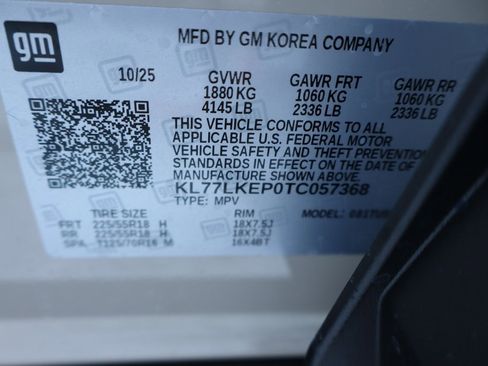 gm
MFD BY GM KOREA COMPANY
10/25 GVWR GAWR FRT GAWR RR
1880 KG 1060 KG 1060 KG
4145 LB 2336 LB 2336 LB
THIS VEHICLE CONFORMS TO ALL
APPLICABLE U.S. FEDERAL MOTOR
VEHICLE SAFETY AND THEFT PREVENTION
STANDARDS IN EFFECT ON THE DATE OF
MANUFACTURE SHOWN ABOVE.
KL77LKEP0TC057368
TYPE: MPV MODEL:
TIRE SIZE RIM
FRT 225/55R18 H 18X7.5J
RR 225/55R18 H 18X7.5J
SPA T125/70R16 M 16X4BT